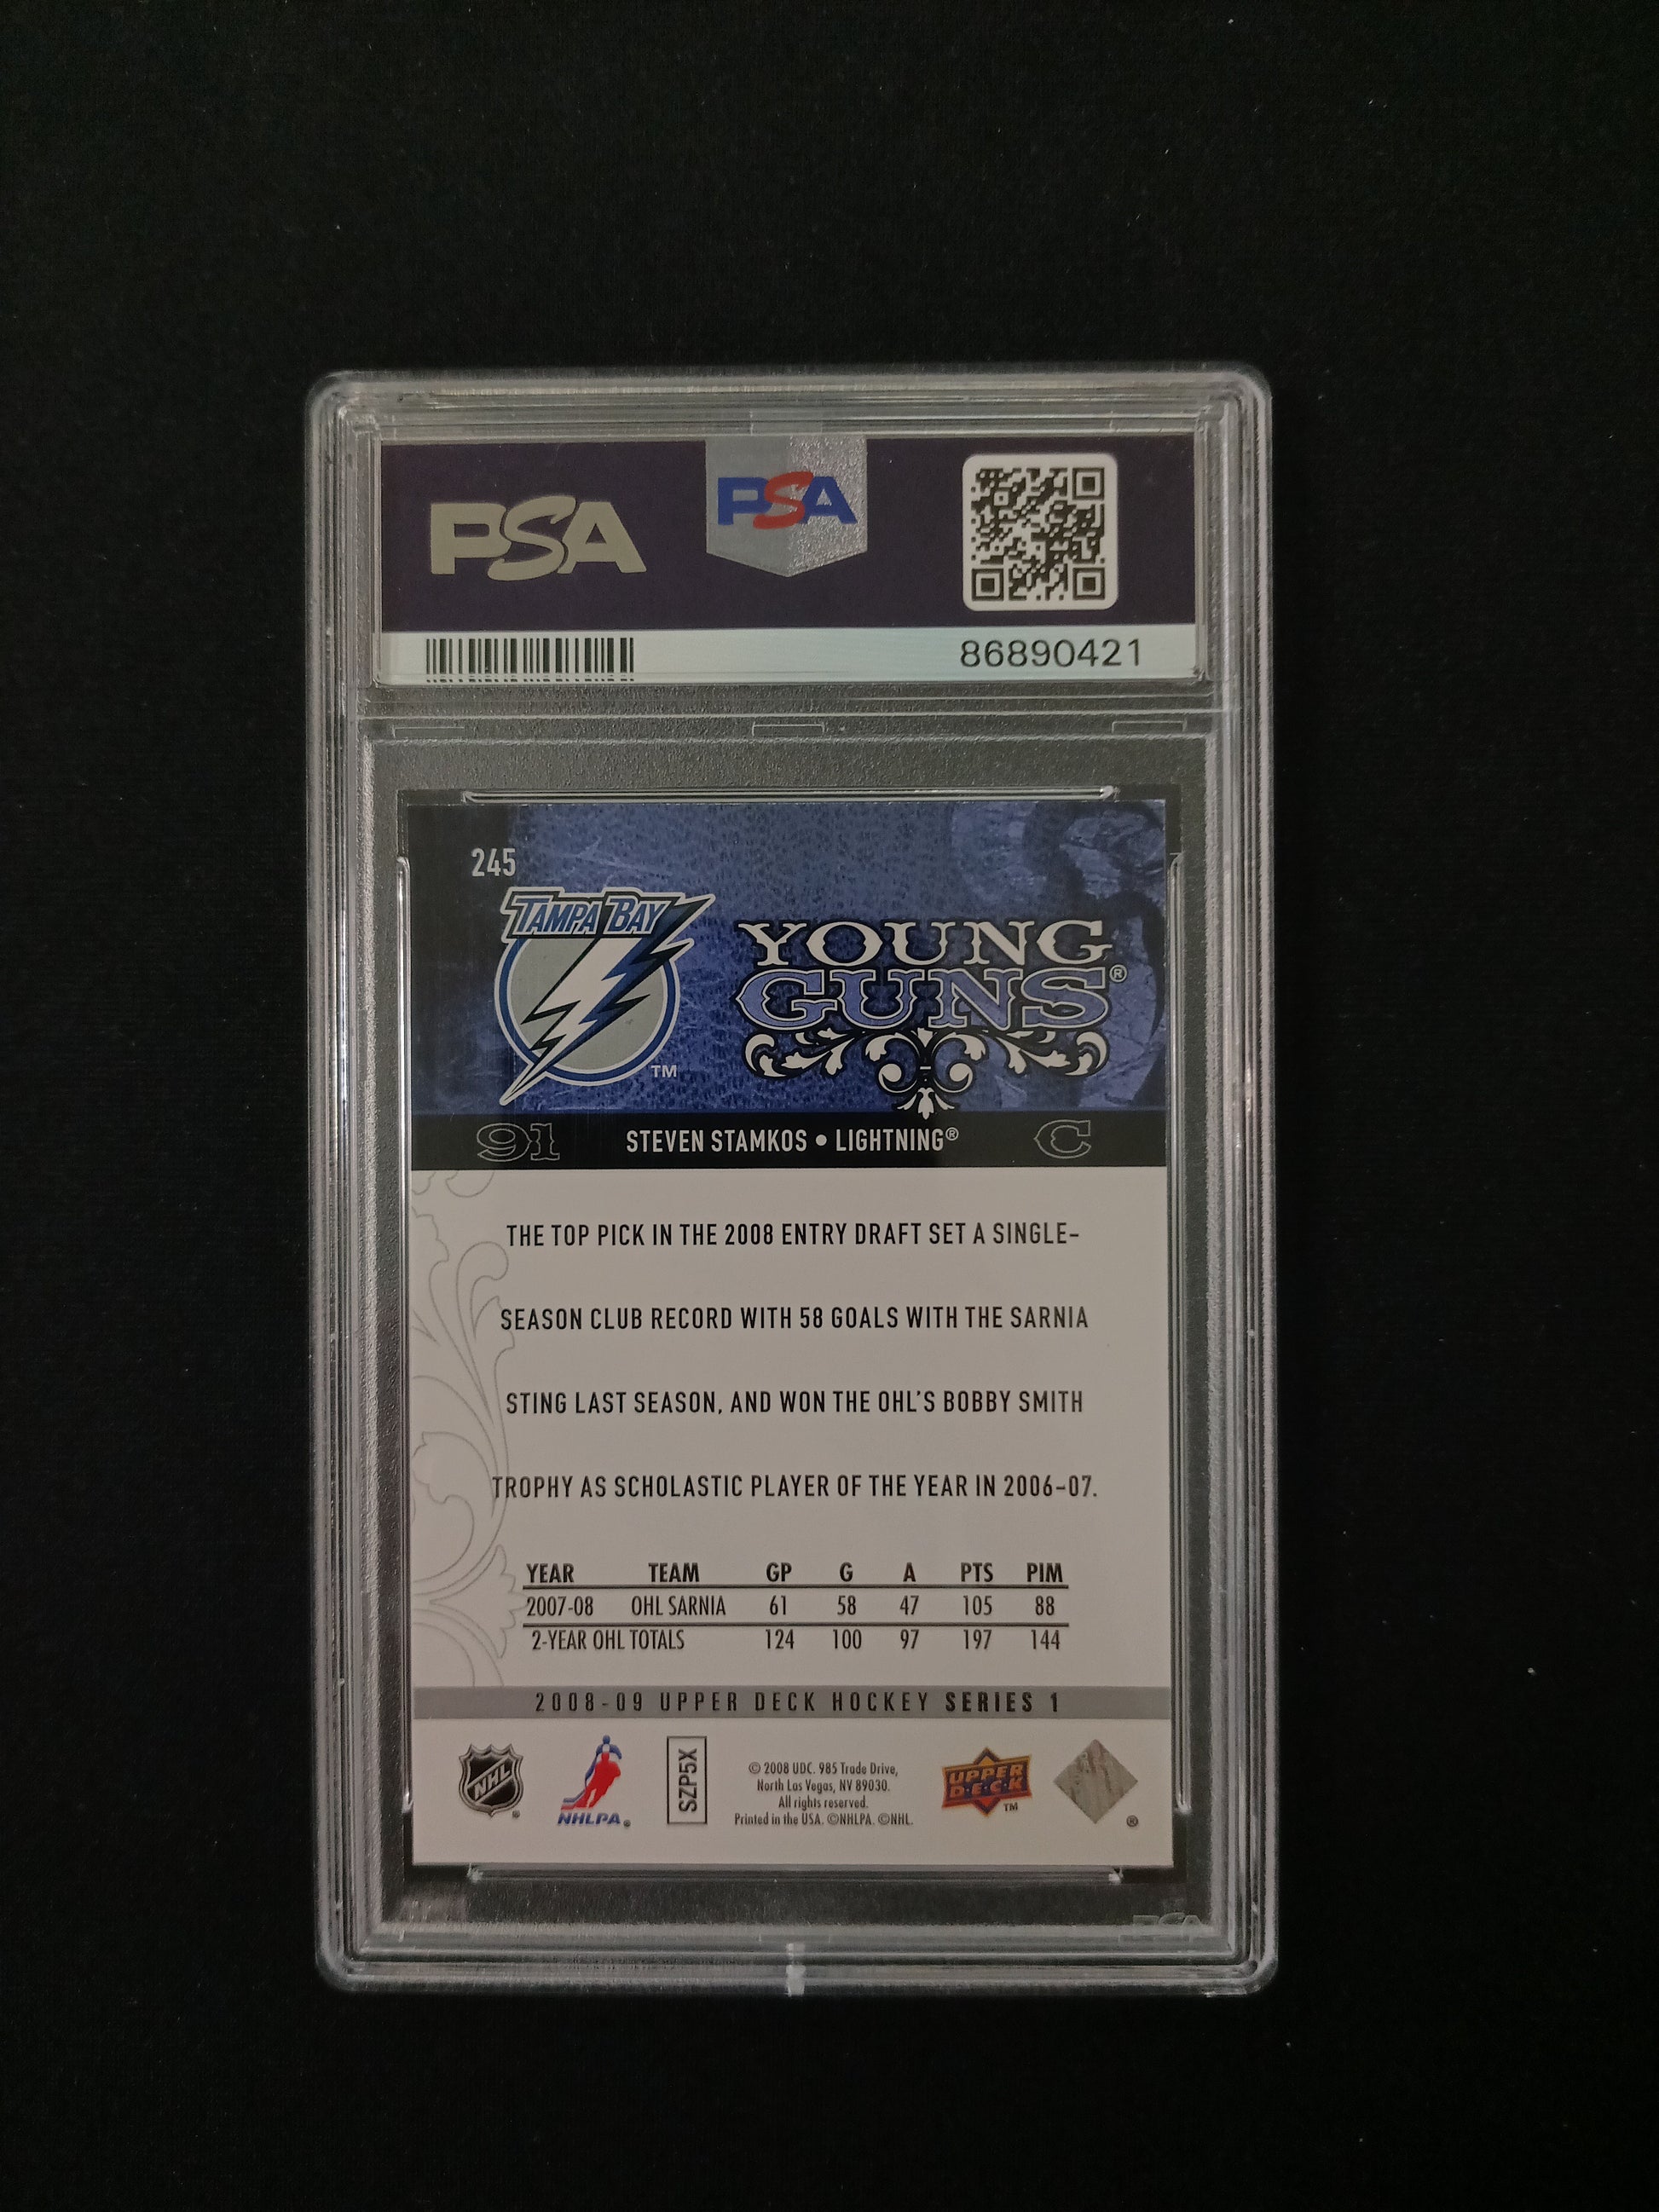 PSA
PSA
86890421
245
TAMPA BAY
YOUNG
GUNS®
TM
91 STEVEN STAMKOS • LIGHTNING® C
THE TOP PICK IN THE 2008 ENTRY DRAFT SET A SINGLE-
SEASON CLUB RECORD WITH 58 GOALS WITH THE SARNIA
STING LAST SEASON, AND WON THE OHL'S BOBBY SMITH
TROPHY AS SCHOLASTIC PLAYER OF THE YEAR IN 2006-07.
YEAR TEAM GP G A PTS PIM
2007-08 OHL SARNIA 61 58 47 105 88
2-YEAR OHL TOTALS 124 100 97 197 144
2008-09 UPPER DECK HOCKEY SERIES 1
NHL®
NHLPA®
SZP5X
© 2008 UDC. 985 Trade Drive,
North Las Vegas, NV 89030.
All rights reserved.
Printed in the USA. ©NHLPA. ©NHL.
UPPER
DECK
TM
®
PSA